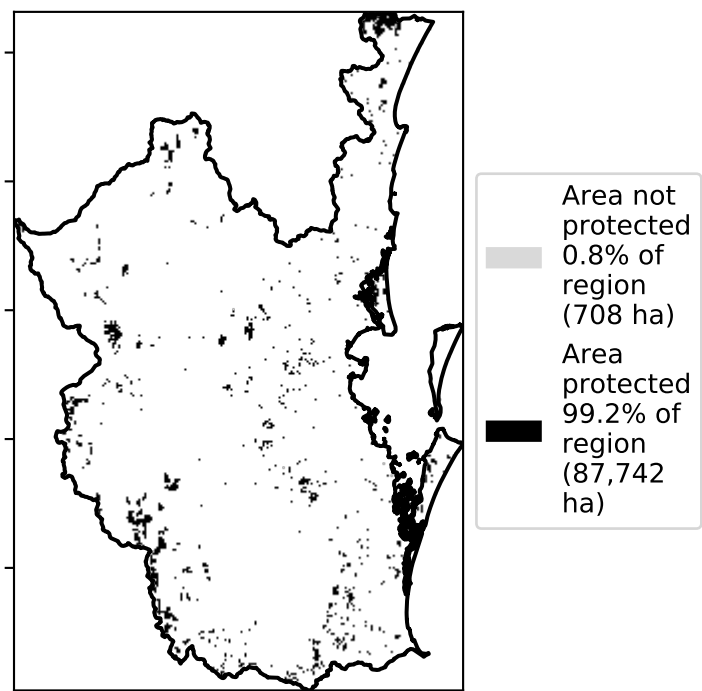 Area not
protected
0.8% of
region
(708 ha)
Area
protected
99.2% of
region
(87,742
ha)